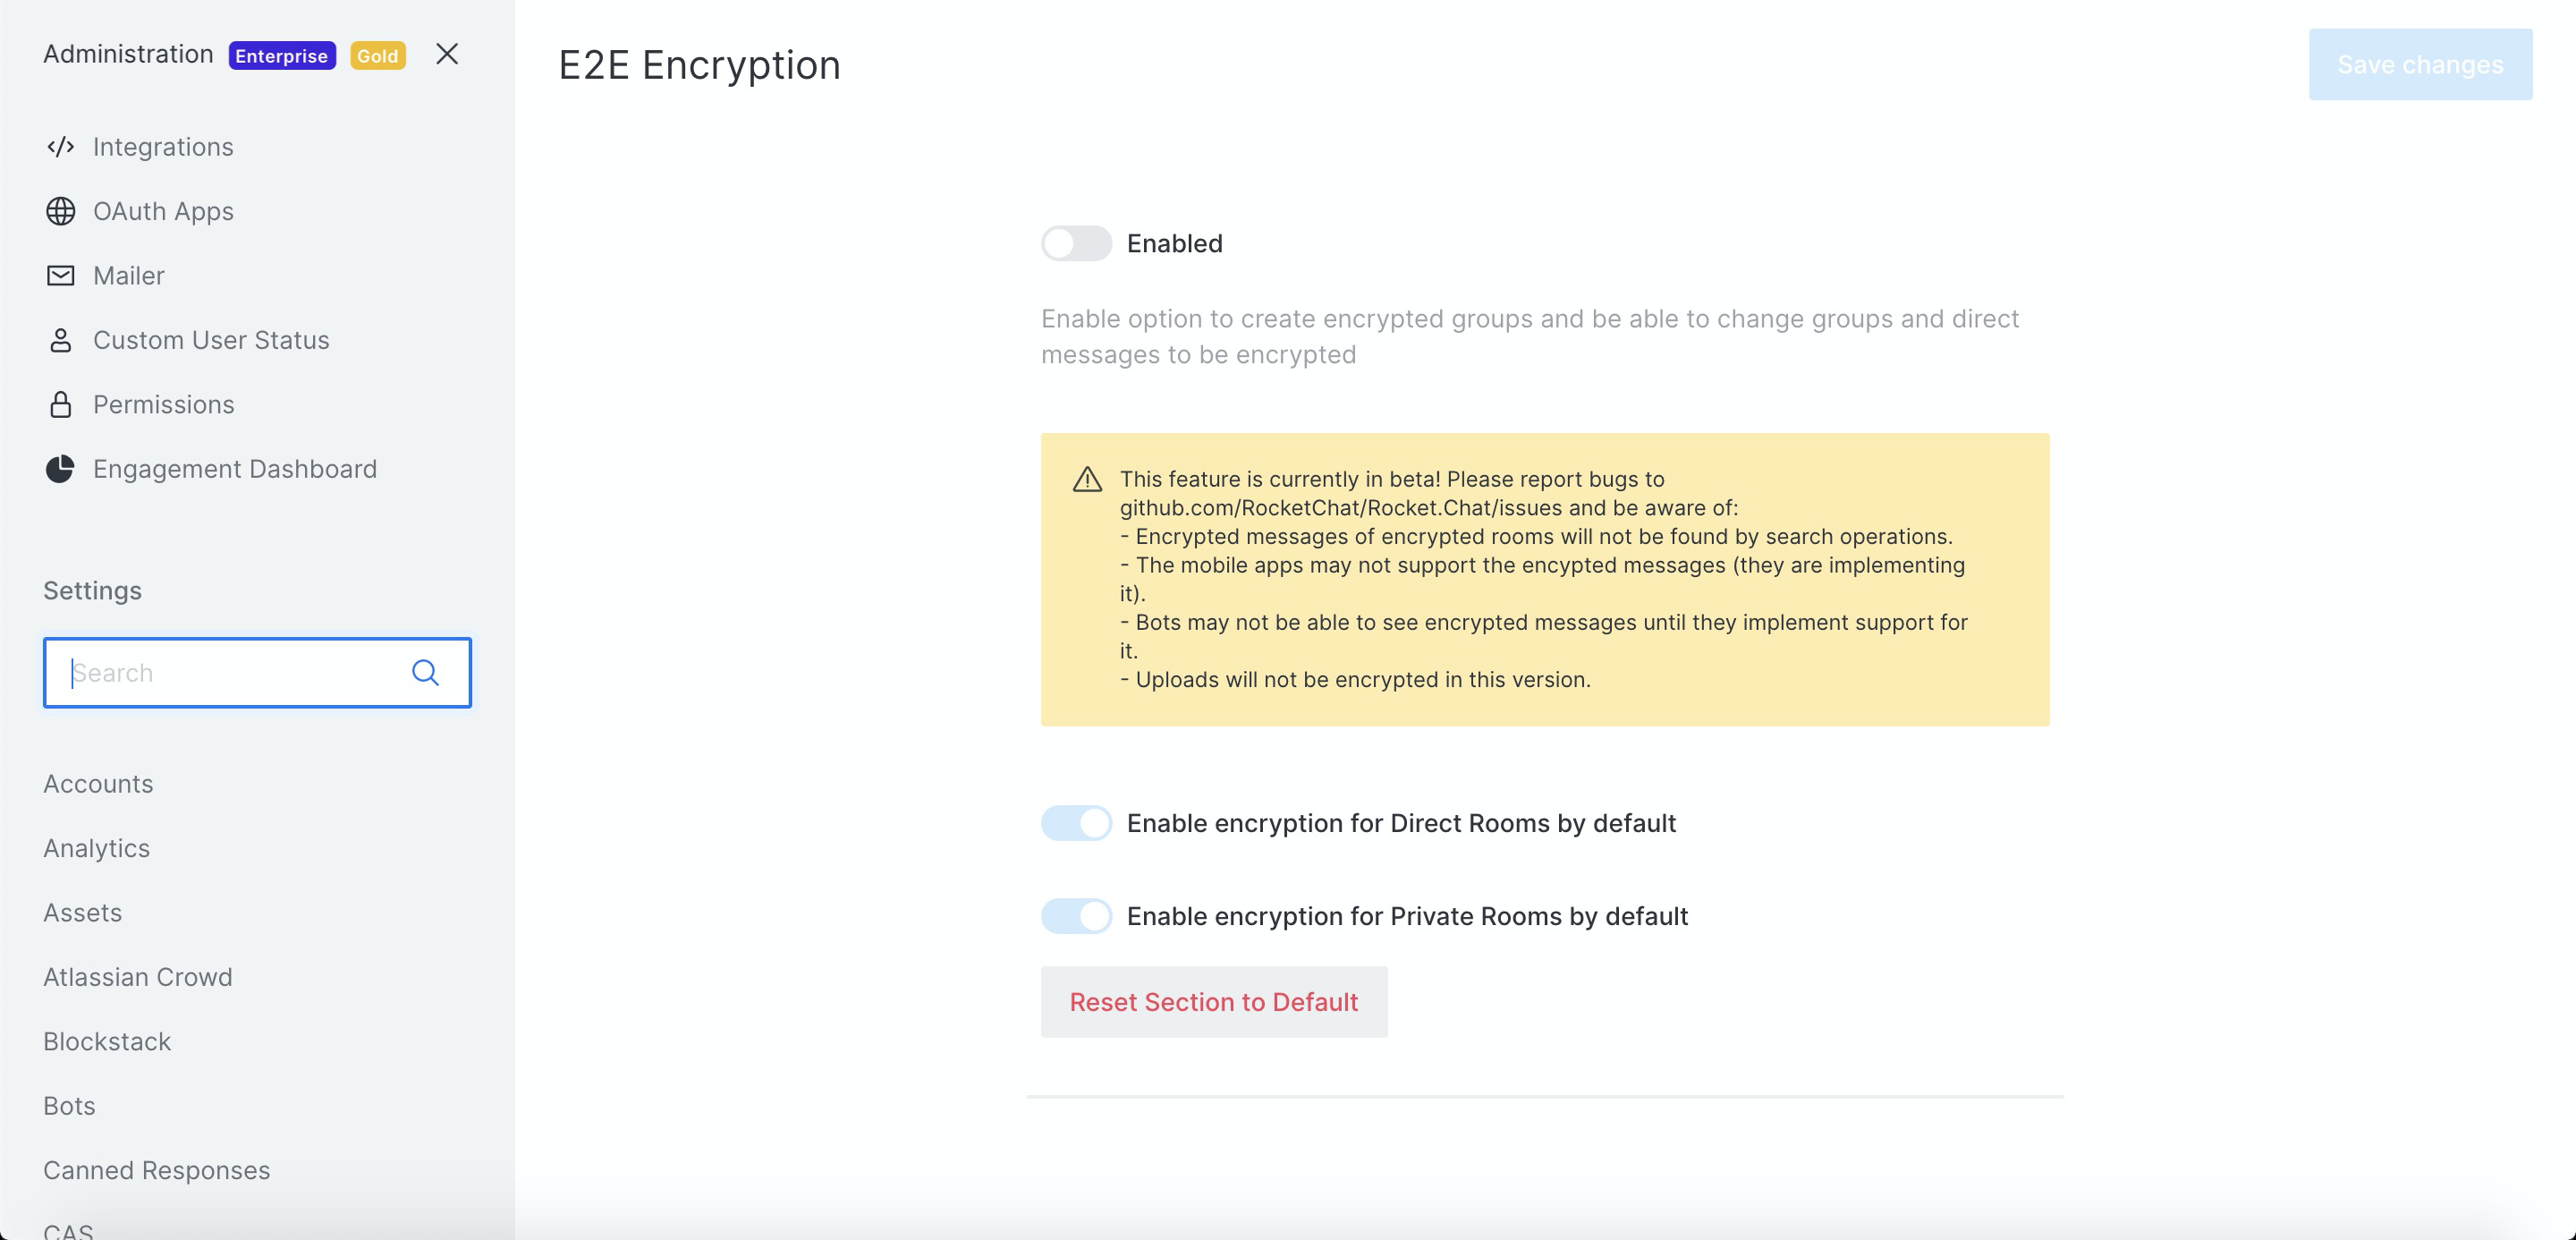 Administration Enterprise Gold
Integrations
OAuth Apps
Mailer
Custom User Status
Permissions
Engagement Dashboard
Settings
Search
Accounts
Analytics
Assets
Atlassian Crowd
Blockstack
Bots
Canned Responses
CAS
E2E Encryption
Save changes
Enabled
Enable option to create encrypted groups and be able to change groups and direct
messages to be encrypted
This feature is currently in beta! Please report bugs to
github.com/RocketChat/Rocket.Chat/issues and be aware of:
- Encrypted messages of encrypted rooms will not be found by search operations.
- The mobile apps may not support the encypted messages (they are implementing
it).
- Bots may not be able to see encrypted messages until they implement support for
it.
- Uploads will not be encrypted in this version.
Enable encryption for Direct Rooms by default
Enable encryption for Private Rooms by default
Reset Section to Default